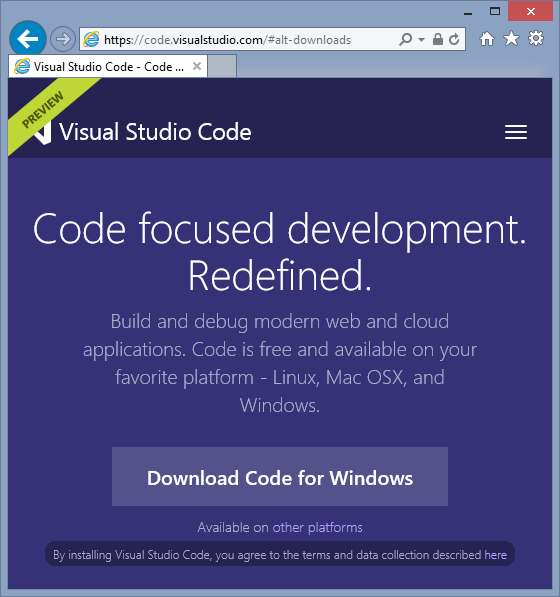 https://code.visualstudio.com/#alt-downloads
Visual Studio Code - Code ...
PREVIEW
Visual Studio Code
Code focused development.
Redefined.
Build and debug modern web and cloud
applications. Code is free and available on your
favorite platform - Linux, Mac OSX, and
Windows.
Download Code for Windows
Available on other platforms
By installing Visual Studio Code, you agree to the terms and data collection described here